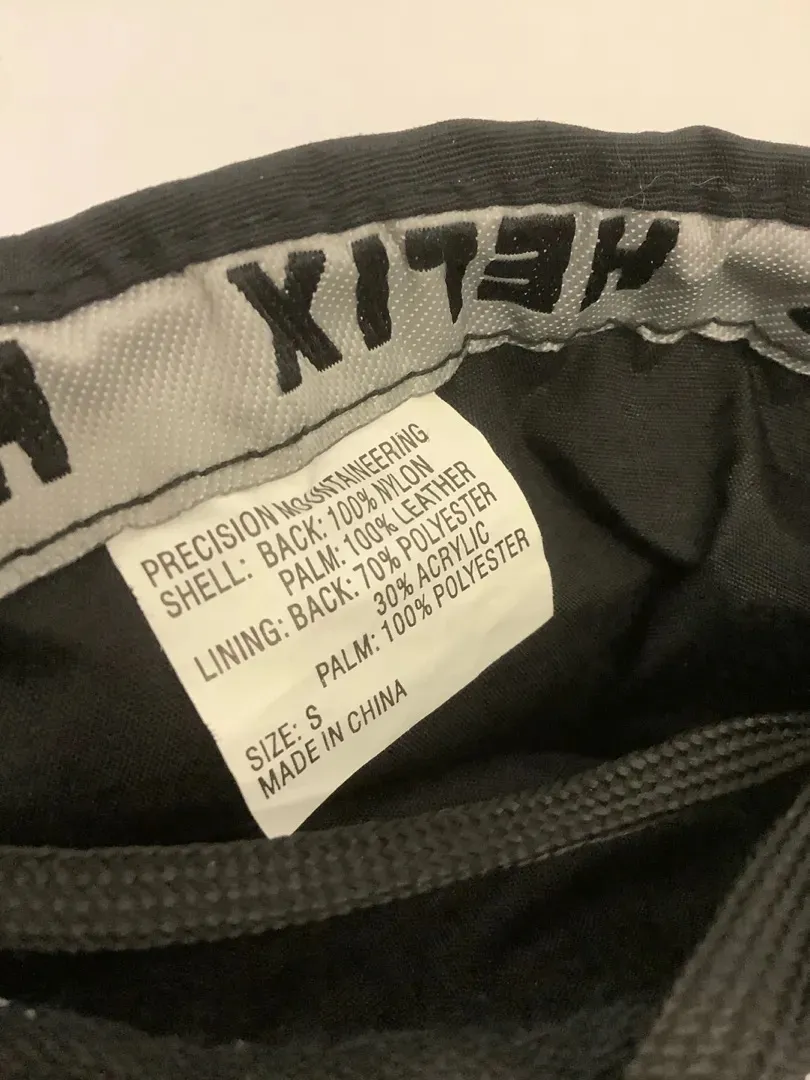 HELIX
PRECISION MOUNTAINEERING
SHELL: BACK: 100% NYLON
PALM: 100% LEATHER
LINING: BACK: 70% POLYESTER
30% ACRYLIC
PALM: 100% POLYESTER
SIZE: S
MADE IN CHINA